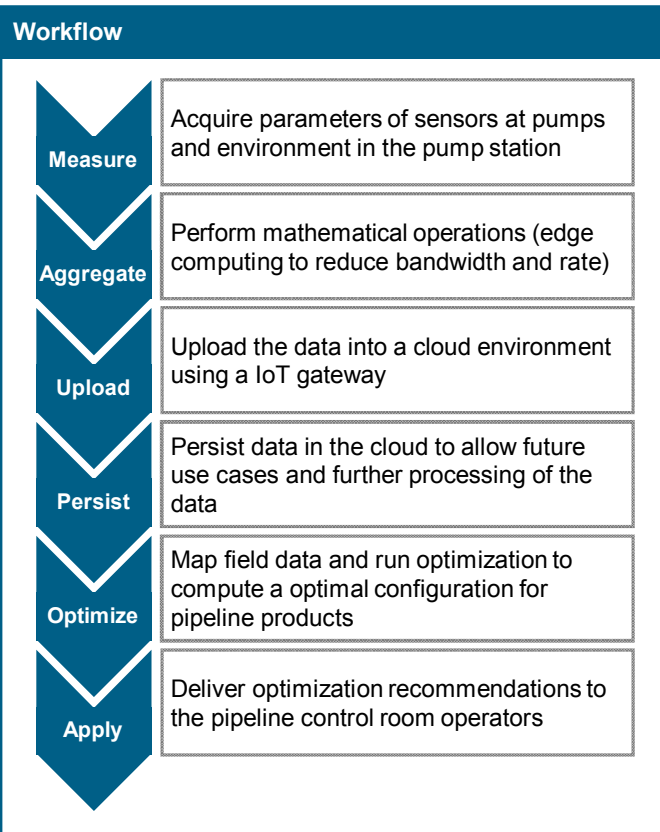 Workflow
Measure
Acquire parameters of sensors at pumps
and environment in the pump station
Aggregate
Perform mathematical operations (edge
computing to reduce bandwidth and rate)
Upload
Upload the data into a cloud environment
using a IoT gateway
Persist
Persist data in the cloud to allow future
use cases and further processing of the
data
Optimize
Map field data and run optimization to
compute a optimal configuration for
pipeline products
Apply
Deliver optimization recommendations to
the pipeline control room operators